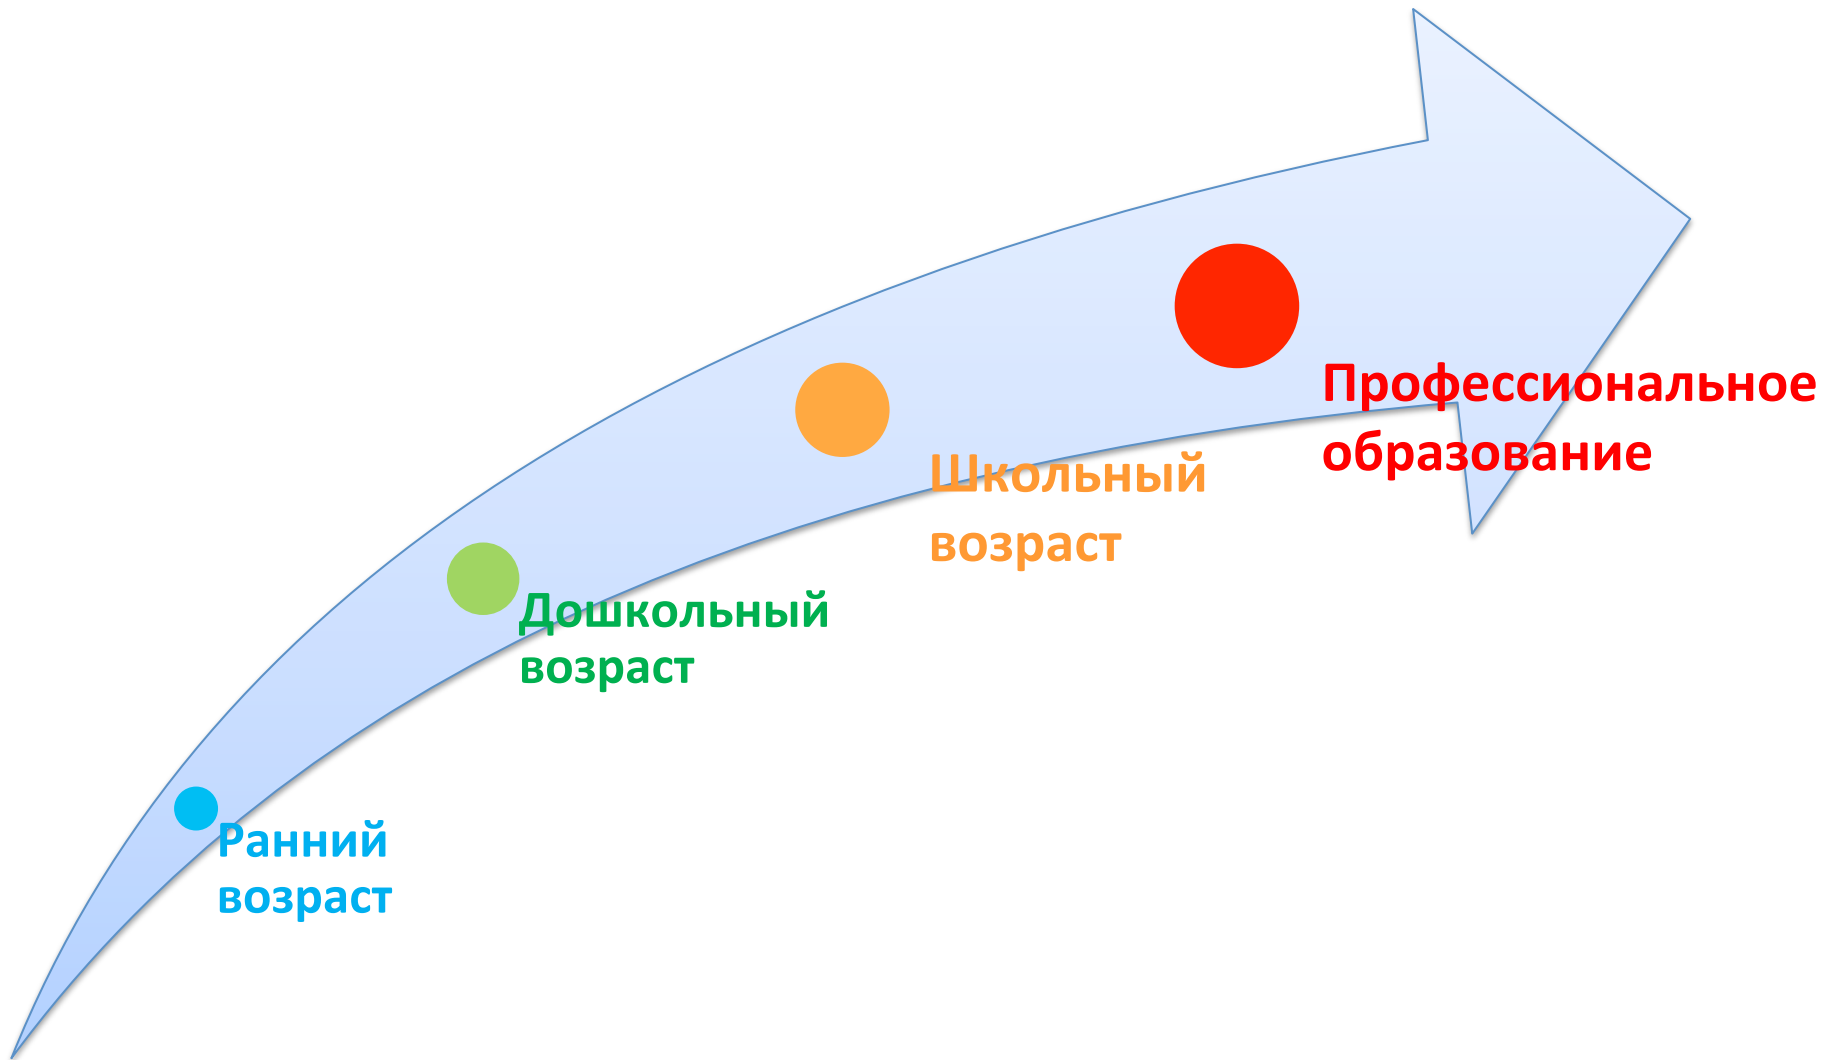 Профессиональное
образование
Школьный
возраст
Дошкольный
возраст
Ранний
возраст